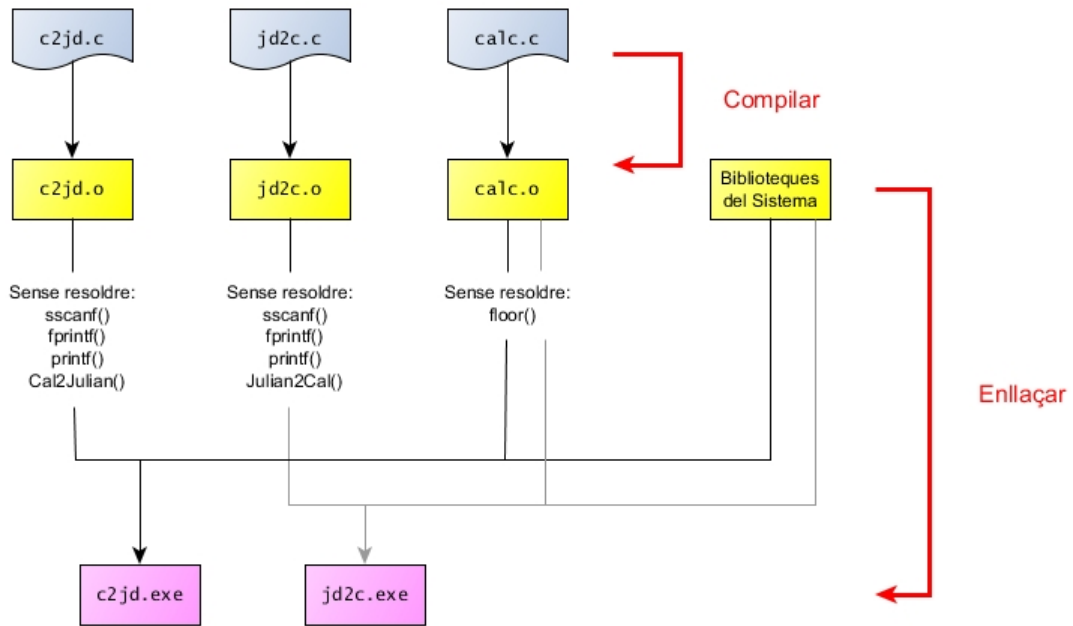 c2jd.c
jd2c.c
calc.c
Compilar
c2jd.o
jd2c.o
calc.o
Biblioteques
del Sistema
Sense resoldre:
sscanf()
fprintf()
printf()
Cal2Julian()
Sense resoldre:
sscanf()
fprintf()
printf()
Julian2Cal()
Sense resoldre:
floor()
Enllaçar
c2jd.exe
jd2c.exe